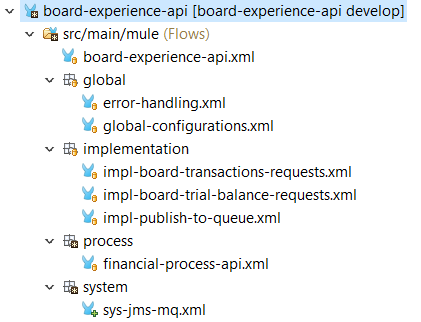 board-experience-api [board-experience-api develop]
src/main/mule (Flows)
board-experience-api.xml
global
error-handling.xml
global-configurations.xml
implementation
impl-board-transactions-requests.xml
impl-board-trial-balance-requests.xml
impl-publish-to-queue.xml
process
financial-process-api.xml
system
sys-jms-mq.xml